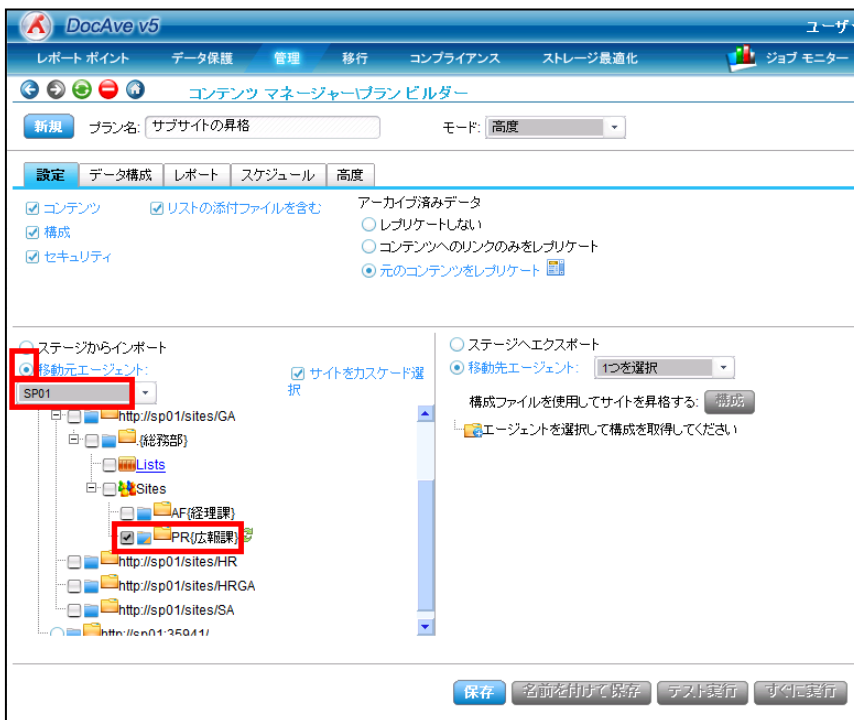 DocAve v5
ユーザ
レポート ポイント データ保護 管理 移行 コンプライアンス ストレージ最適化 ジョブ モニター
コンテンツ マネージャー\プラン ビルダー
新規 プラン名: サブサイトの昇格 モード: 高度
設定 データ構成 レポート スケジュール 高度
コンテンツ リストの添付ファイルを含む アーカイブ済みデータ
構成 レプリケートしない
セキュリティ コンテンツへのリンクのみをレプリケート
元のコンテンツをレプリケート
ステージからインポート
移動元エージェント: サイトをカスケード選
択
SP01
http://sp01/sites/GA
.{総務部}
Lists
Sites
AF{経理課}
PR{広報課}
http://sp01/sites/HR
http://sp01/sites/HRGA
http://sp01/sites/SA
http://sp01:35941/
ステージへエクスポート
移動先エージェント: 1つを選択
構成ファイルを使用してサイトを昇格する: 構成
エージェントを選択して構成を取得してください
保存 名前を付けて保存 テスト実行 すぐに実行